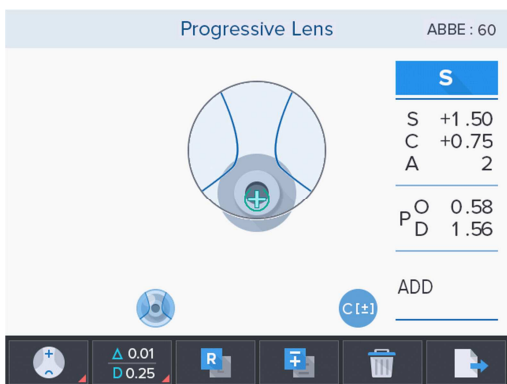 Progressive Lens
ABBE : 60
S
S +1.50
C +0.75
A 2
P O 0.58
D 1.56
ADD
C[±]
Δ 0.01
D 0.25
R